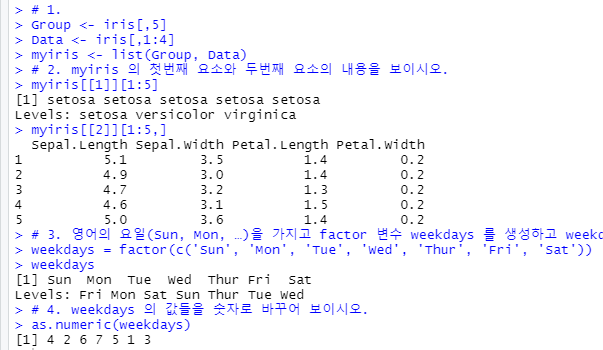 > # 1.
> Group <- iris[,5]
> Data <- iris[,1:4]
> myiris <- list(Group, Data)
> # 2. myiris 의 첫번째 요소와 두번째 요소의 내용을 보이시오.
> myiris[[1]][1:5]
[1] setosa setosa setosa setosa setosa
Levels: setosa versicolor virginica
> myiris[[2]][1:5,]
  Sepal.Length Sepal.Width Petal.Length Petal.Width
1          5.1         3.5          1.4         0.2
2          4.9         3.0          1.4         0.2
3          4.7         3.2          1.3         0.2
4          4.6         3.1          1.5         0.2
5          5.0         3.6          1.4         0.2
> # 3. 영어의 요일(Sun, Mon, …)을 가지고 factor 변수 weekdays 를 생성하고
> weekdays = factor(c('Sun', 'Mon', 'Tue', 'Wed', 'Thur', 'Fri', 'Sat'))
> weekdays
[1] Sun  Mon  Tue  Wed  Thur Fri  Sat
Levels: Fri Mon Sat Sun Thur Tue Wed
> # 4. weekdays 의 값들을 숫자로 바꾸어 보이시오.
> as.numeric(weekdays)
[1] 4 2 6 7 5 1 3